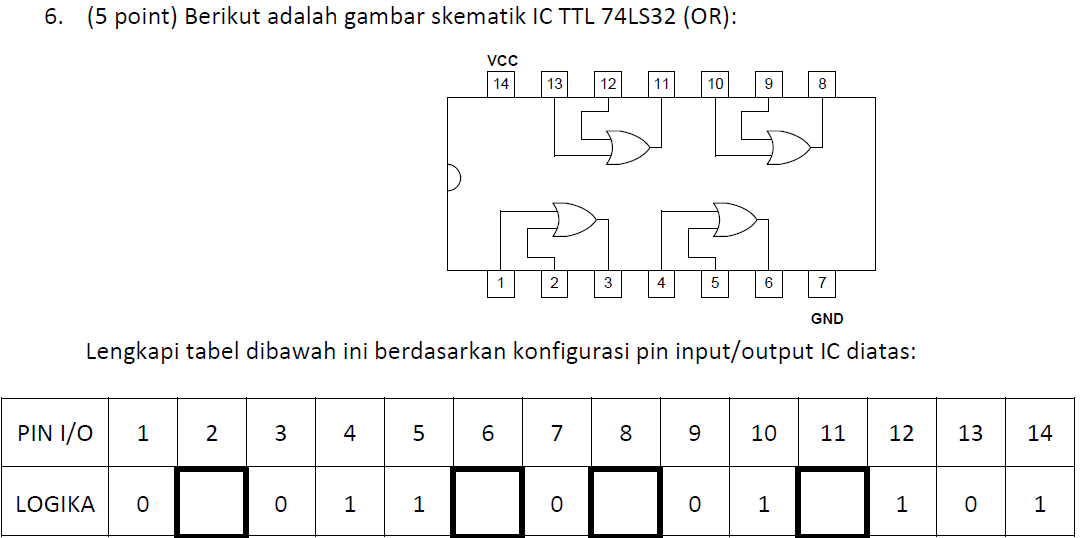 6. (5 point) Berikut adalah gambar skematik IC TTL 74LS32 (OR):
VCC
14 13 12 11 10 9 8
1 2 3 4 5 6 7
GND
Lengkapi tabel dibawah ini berdasarkan konfigurasi pin input/output IC diatas:
PIN I/O 1 2 3 4 5 6 7 8 9 10 11 12 13 14
LOGIKA 0 0 1 1 0 0 1 1 0 1